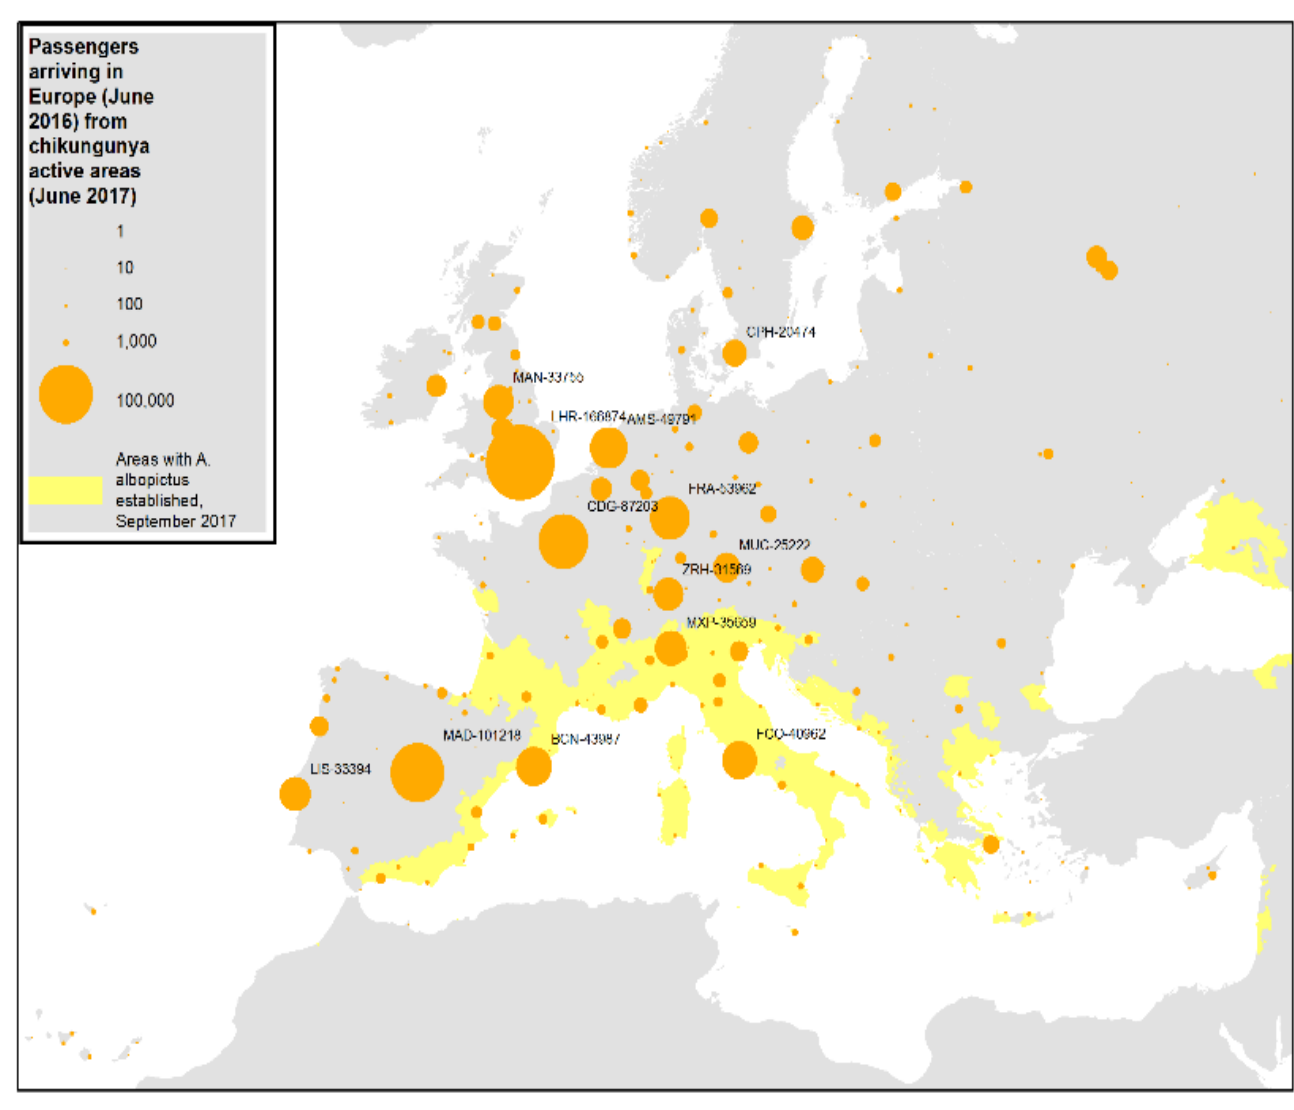 Passengers
arriving in
Europe (June
2016) from
chikungunya
active areas
(June 2017)
1
10
100
1,000
100,000
Areas with A.
albopictus
established,
September 2017
CPH-20474
MAN-33755
LHR-166874
AMS-49791
FRA-53962
CDG-87203
MUC-25222
ZRH-31569
MXP-35659
MAD-101218
BCN-43987
FCO-40962
LIS-33394